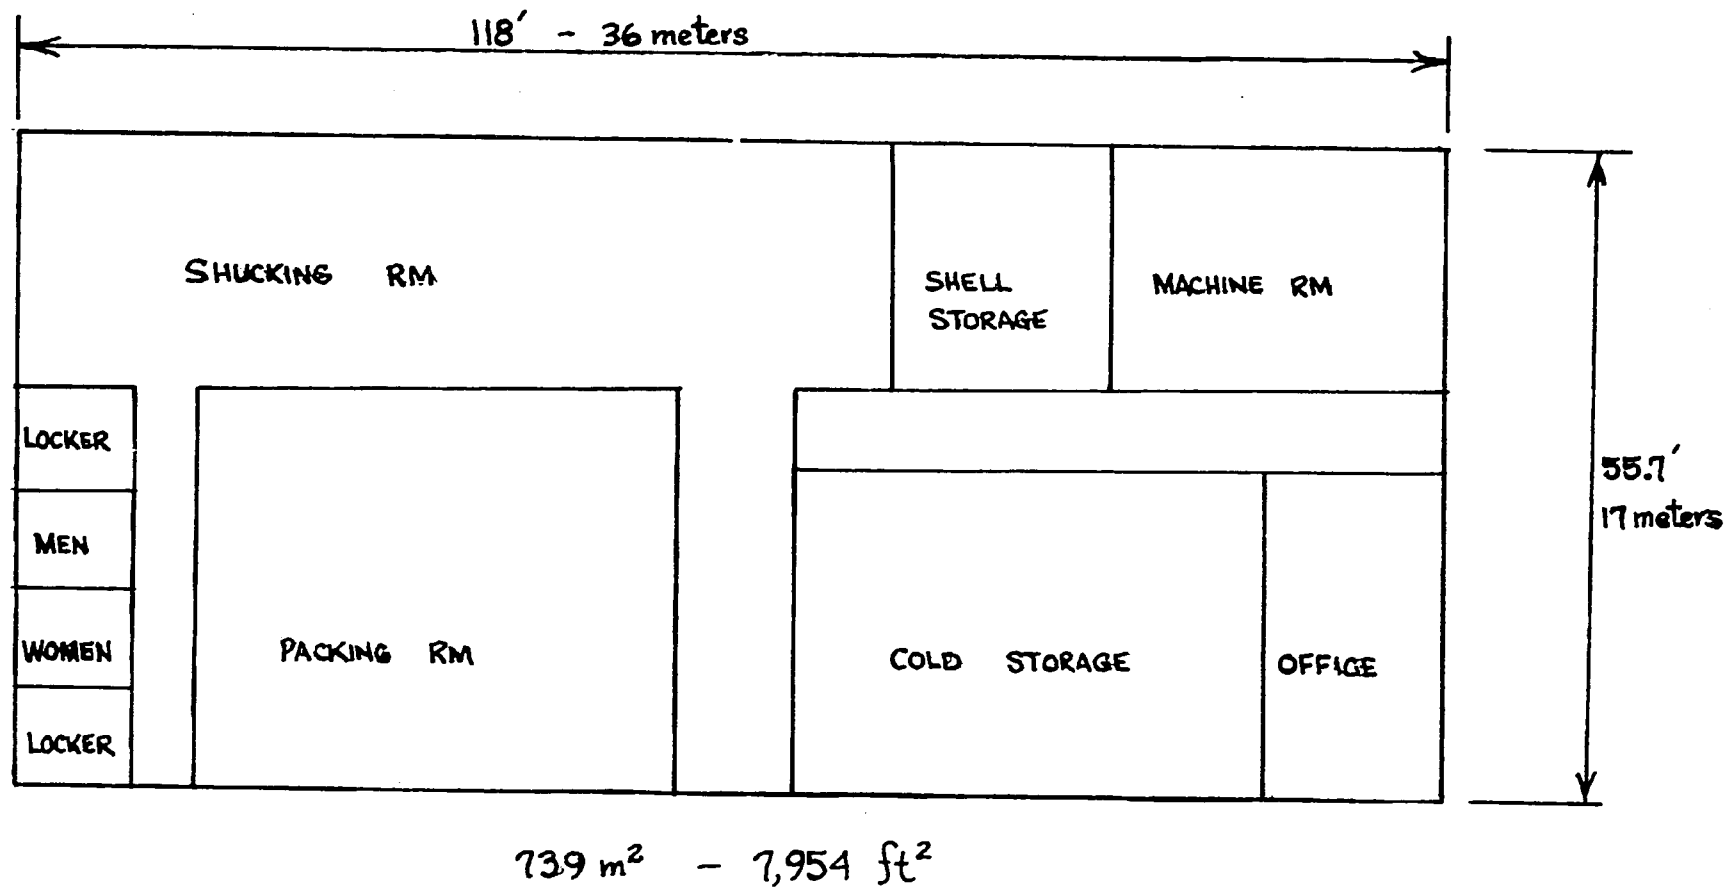 118' - 36 meters
SHUCKING RM
SHELL
STORAGE
MACHINE RM
LOCKER
55.7'
17 meters
MEN
WOMEN
PACKING RM
COLD STORAGE
OFFICE
LOCKER
739 m² - 7,954 ft²